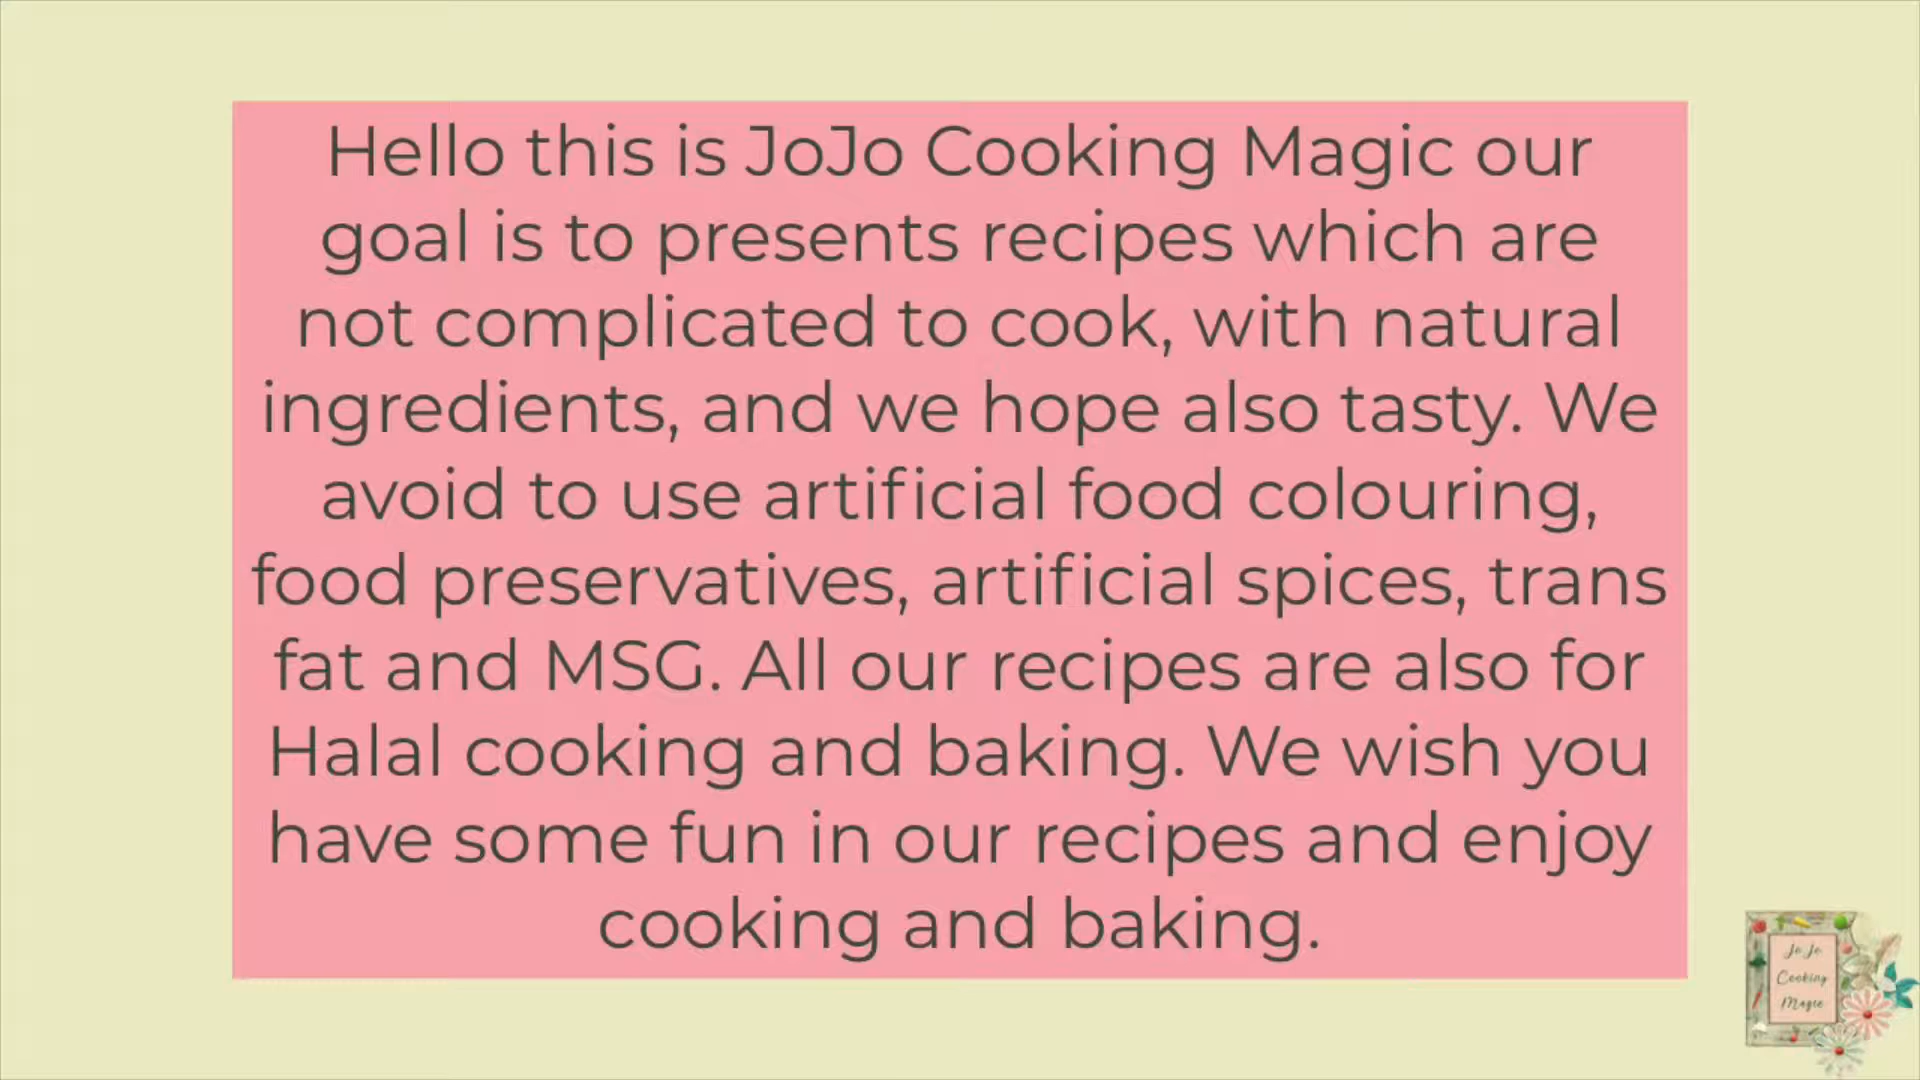 Hello this is JoJo Cooking Magic our
goal is to presents recipes which are
not complicated to cook, with natural
ingredients, and we hope also tasty. We
avoid to use artificial food colouring,
food preservatives, artificial spices, trans
fat and MSG. All our recipes are also for
Halal cooking and baking. We wish you
have some fun in our recipes and enjoy
cooking and baking.
JoJo
Cooking
Magic